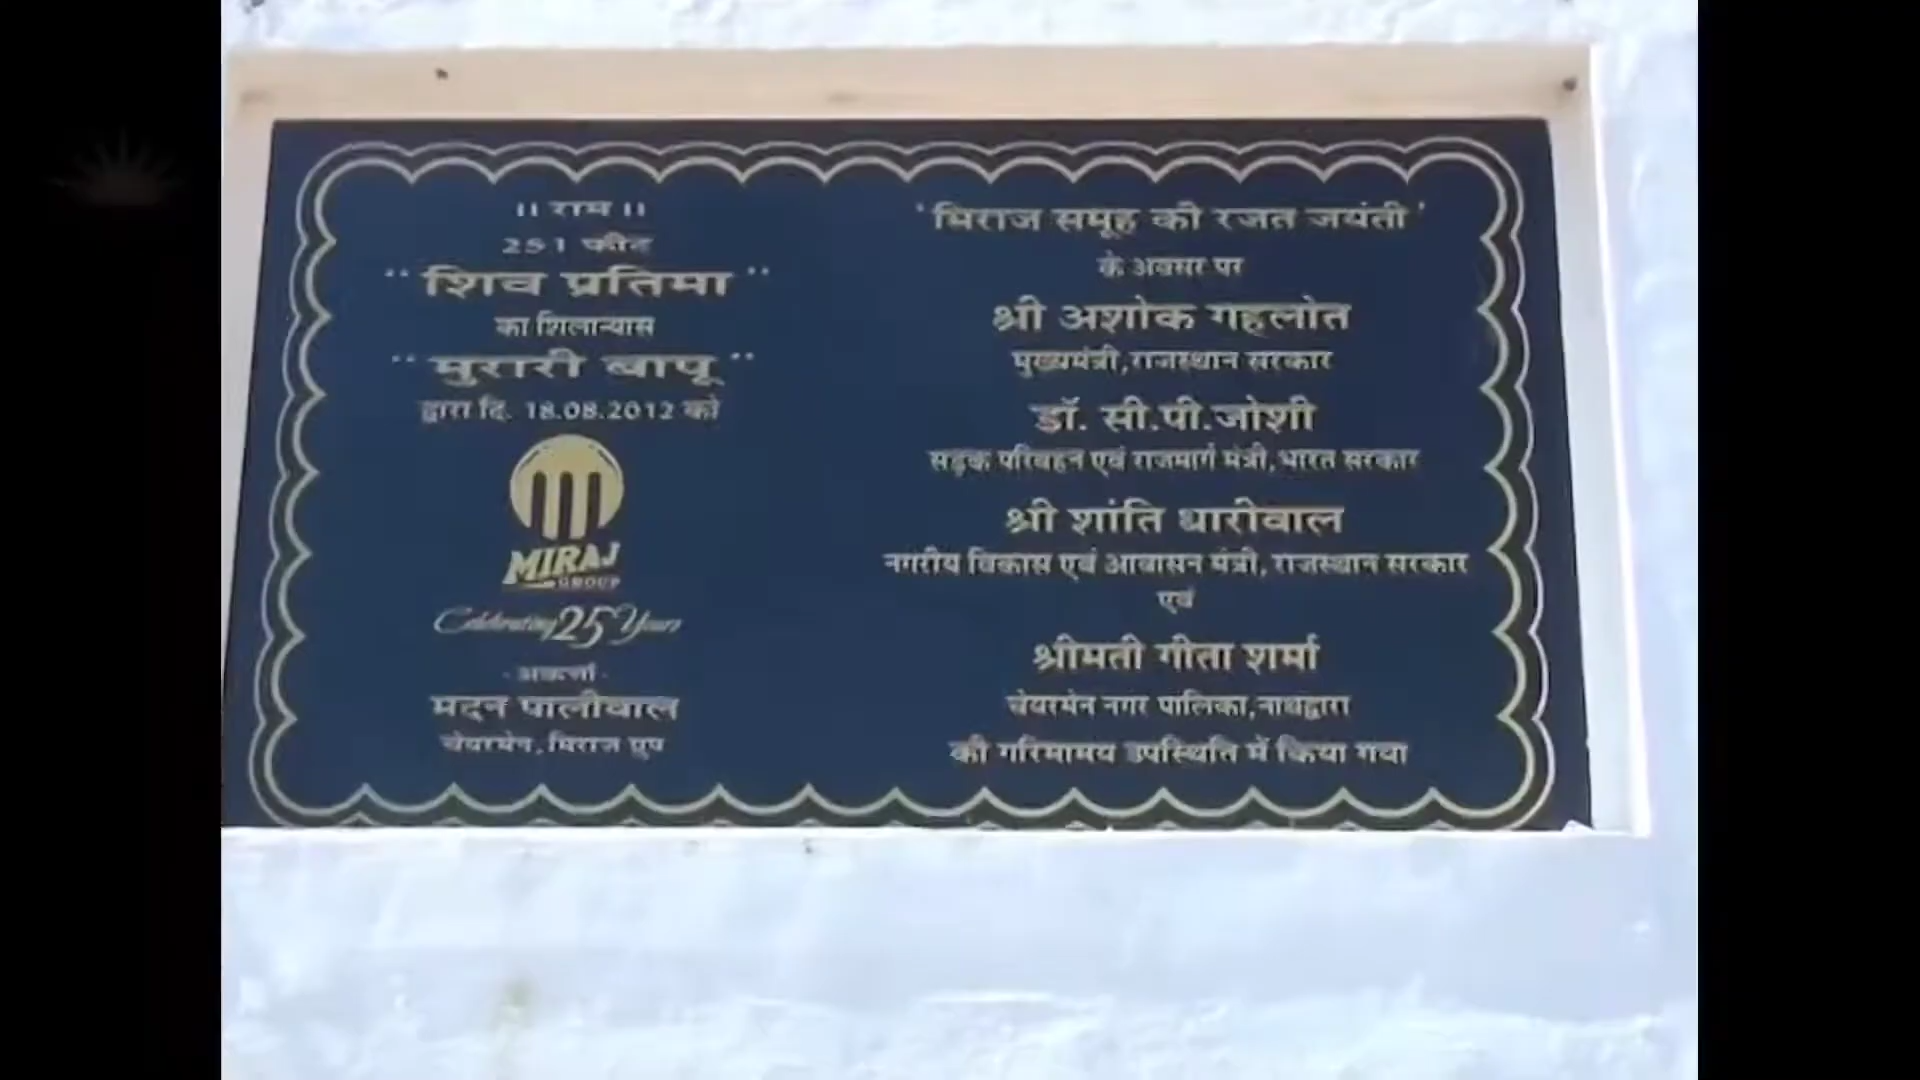 ॥ राम ॥
251 फीट
" शिव प्रतिमा "
का शिलान्यास
" मुरारी बापू "
द्वारा दि. 18.08.2012 को
MIRAJ
GROUP
Celebrating 25 Years
- अकर्त्ता -
मदन पालीवाल
चेयरमेन, मिराज ग्रुप
' मिराज समूह की रजत जयंती '
के अवसर पर
श्री अशोक गहलोत
मुख्यमंत्री,राजस्थान सरकार
डॉ. सी.पी.जोशी
सड़क परिवहन एवं राजमार्ग मंत्री,भारत सरकार
श्री शांति धारीवाल
नगरीय विकास एवं आवासन मंत्री, राजस्थान सरकार
एवं
श्रीमती गीता शर्मा
चेयरमेन नगर पालिका,नाथद्वारा
की गरिमामय उपस्थिति में किया गया